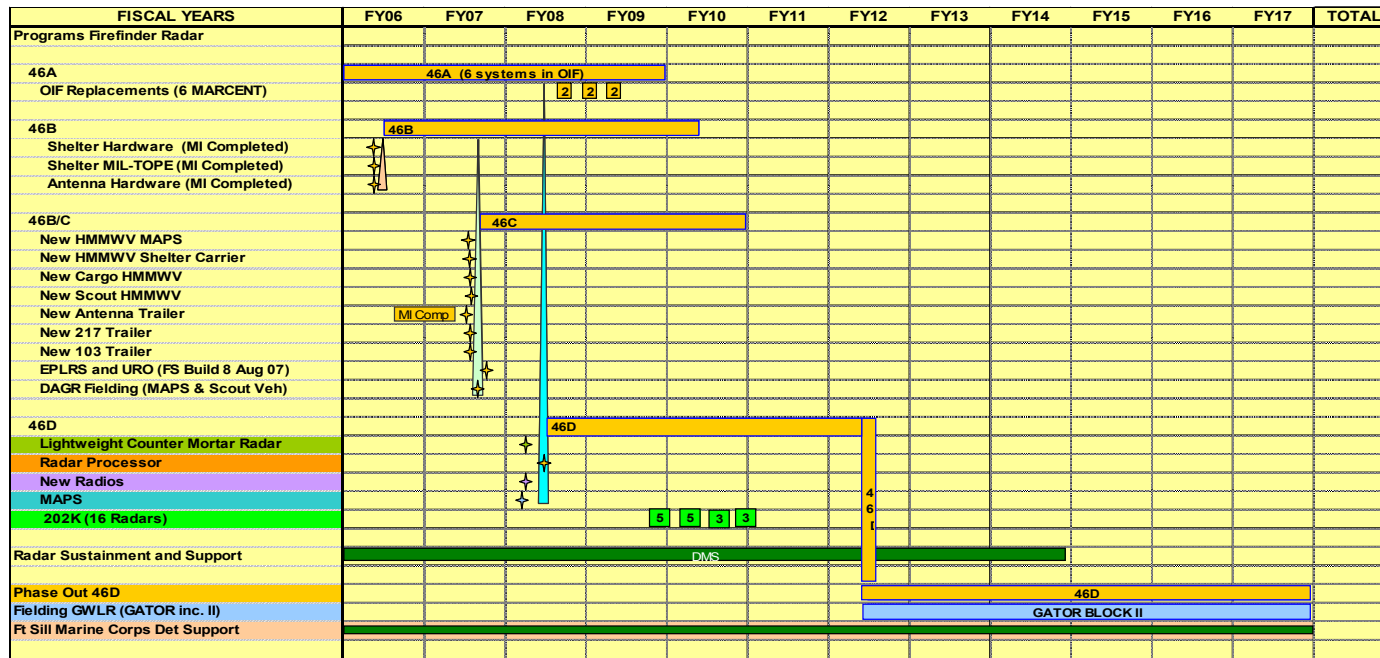 FISCAL YEARS FY06 FY07 FY08 FY09 FY10 FY11 FY12 FY13 FY14 FY15 FY16 FY17 TOTAL
Programs Firefinder Radar
46A 46A (6 systems in OIF)
OIF Replacements (6 MARCENT) 2 2 2
46B 46B
Shelter Hardware (MI Completed)
Shelter MIL-TOPE (MI Completed)
Antenna Hardware (MI Completed)
46B/C 46C
New HMMWV MAPS
New HMMWV Shelter Carrier
New Cargo HMMWV
New Scout HMMWV
New Antenna Trailer MI Comp
New 217 Trailer
New 103 Trailer
EPLRS and URO (FS Build 8 Aug 07)
DAGR Fielding (MAPS & Scout Veh)
46D 46D
Lightweight Counter Mortar Radar
Radar Processor
New Radios
MAPS
4
6
202K (16 Radars) 5 5 3 3
Radar Sustainment and Support DMS
Phase Out 46D 46D
Fielding GWLR (GATOR inc. II) GATOR BLOCK II
Ft Sill Marine Corps Det Support